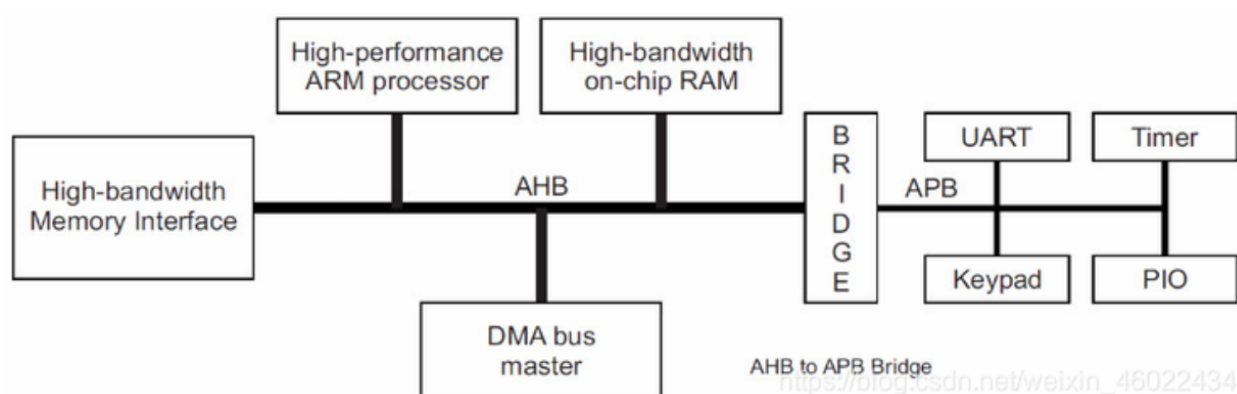 High-performance
ARM processor
High-bandwidth
on-chip RAM
High-bandwidth
Memory Interface
AHB
B
R
I
D
G
E
APB
UART
Timer
Keypad
PIO
DMA bus
master
AHB to APB Bridge
https://blog.csdn.net/weixin_46022434